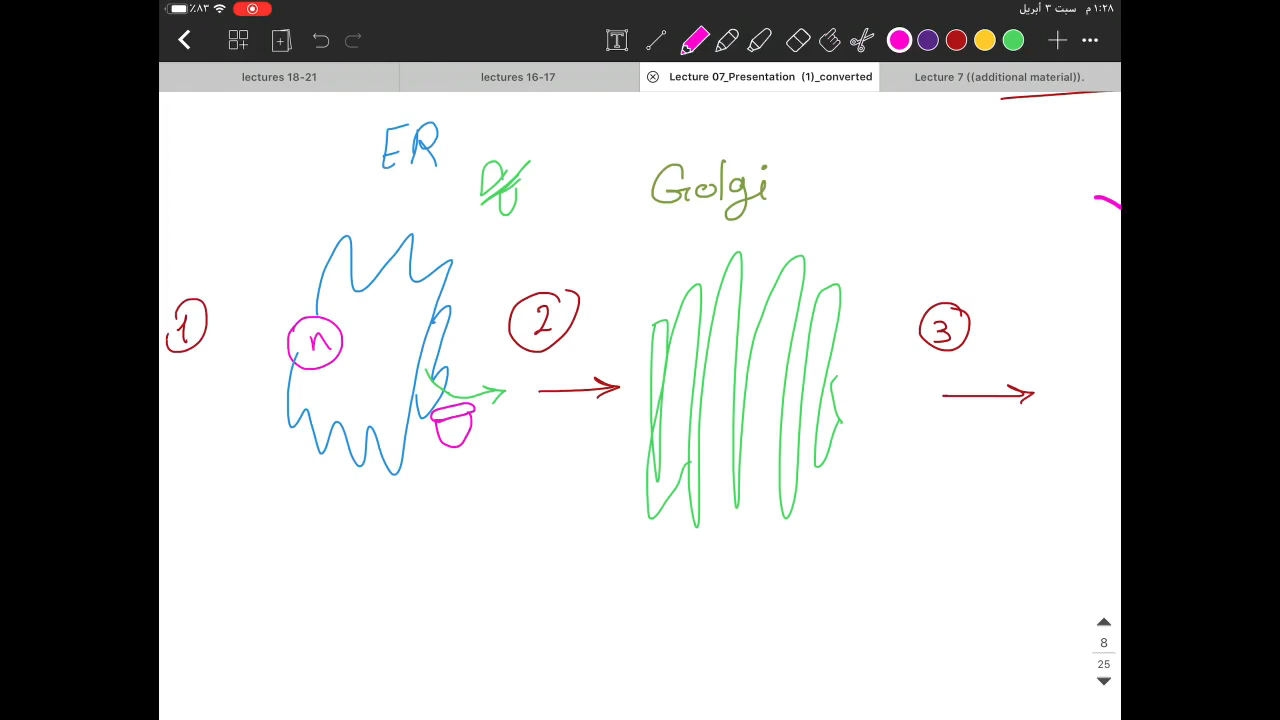 ٪٨٣
١:٢٨ م سبت ٣ أبريل
T
lectures 18-21
lectures 16-17
Lecture 07_Presentation (1)_converted
Lecture 7 ((additional material)).
ER
Golgi
1
n
2
3
8
25